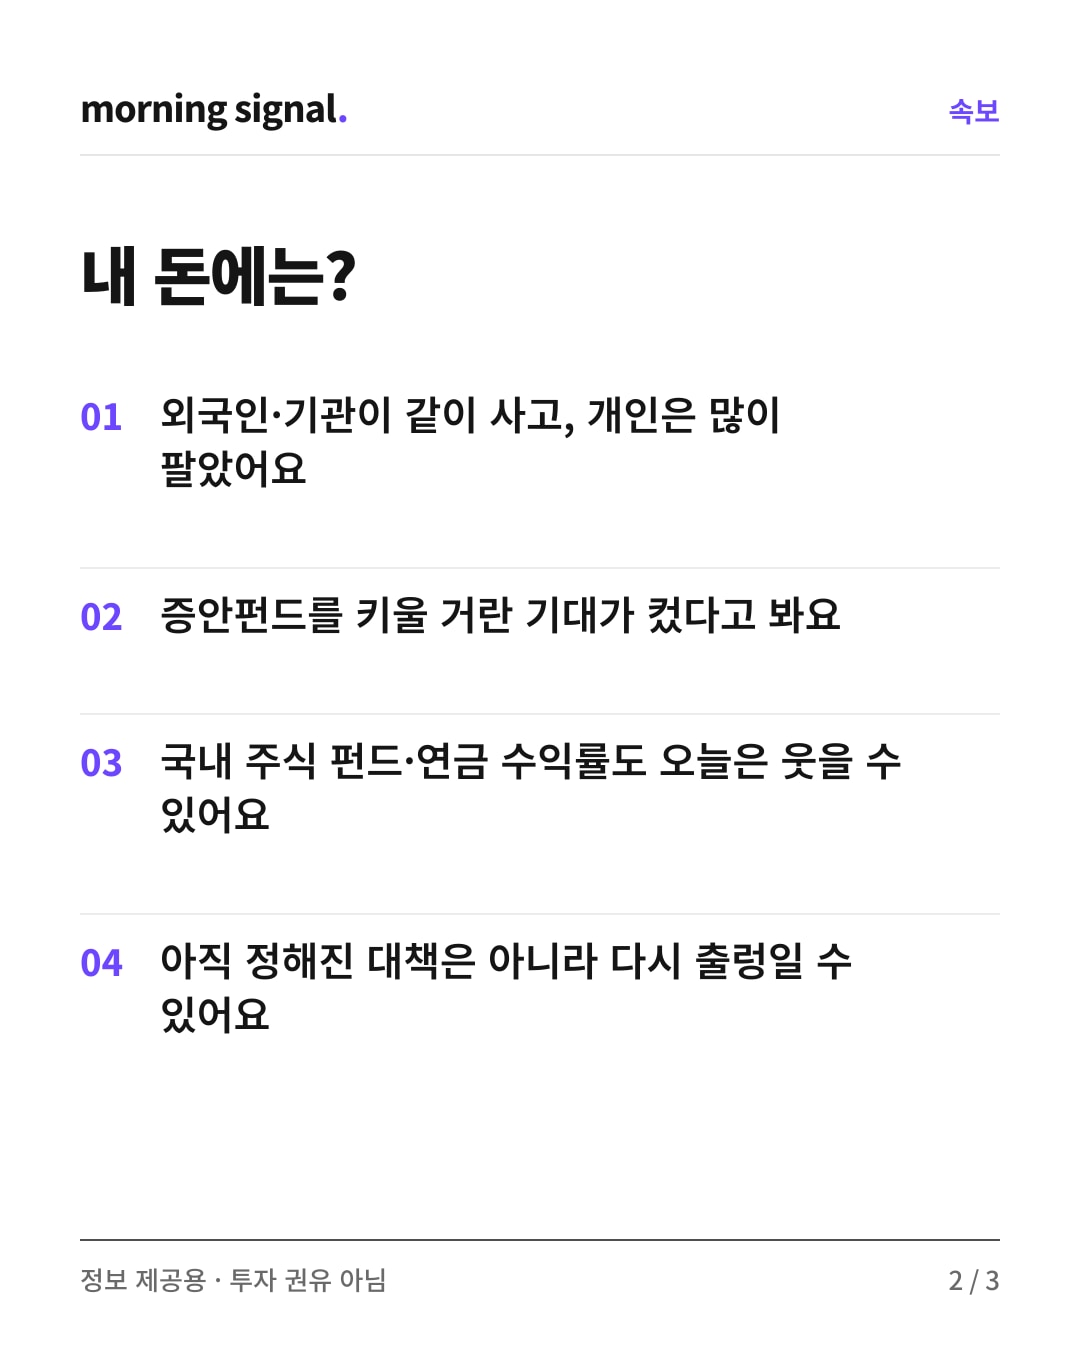 morning signal.
속보
내 돈에는?
01 외국인·기관이 같이 사고, 개인은 많이
팔았어요
02 증안펀드를 키울 거란 기대가 컸다고 봐요
03 국내 주식 펀드·연금 수익률도 오늘은 웃을 수
있어요
04 아직 정해진 대책은 아니라 다시 출렁일 수
있어요
정보 제공용 · 투자 권유 아님
2 / 3